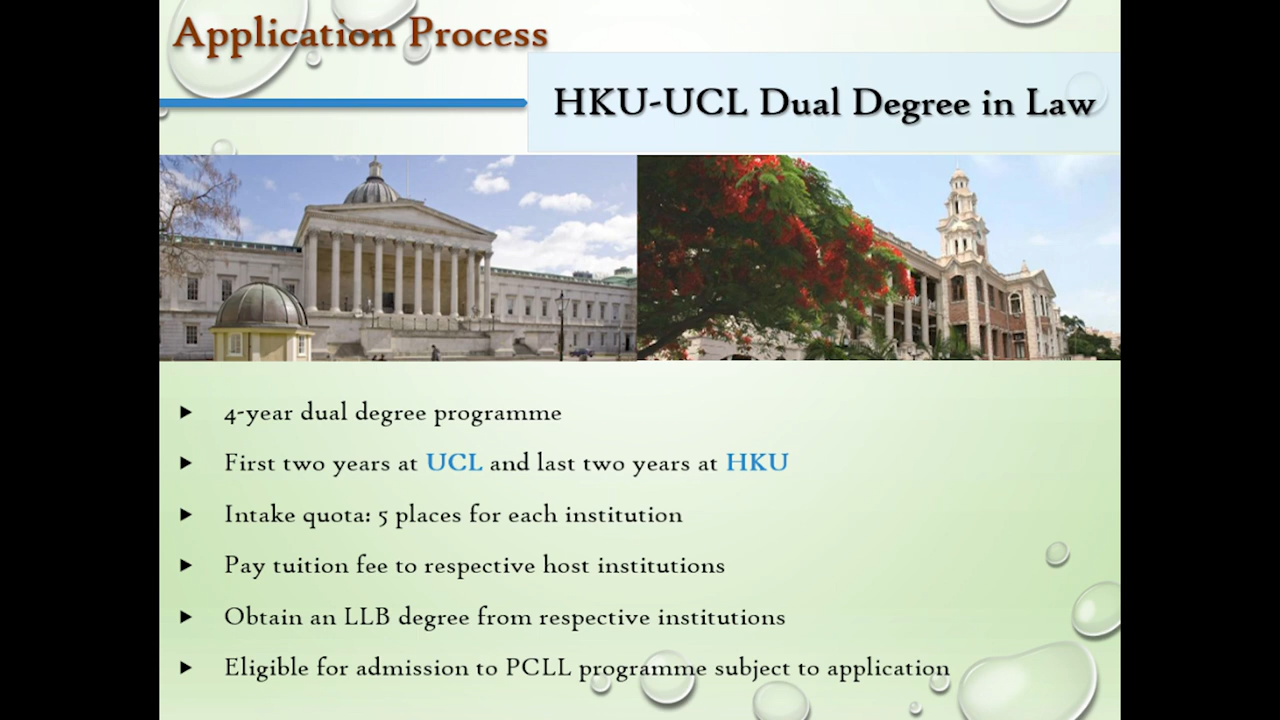 Application Process
HKU-UCL Dual Degree in Law
4-year dual degree programme
First two years at UCL and last two years at HKU
Intake quota: 5 places for each institution
Pay tuition fee to respective host institutions
Obtain an LLB degree from respective institutions
Eligible for admission to PCLL programme subject to application